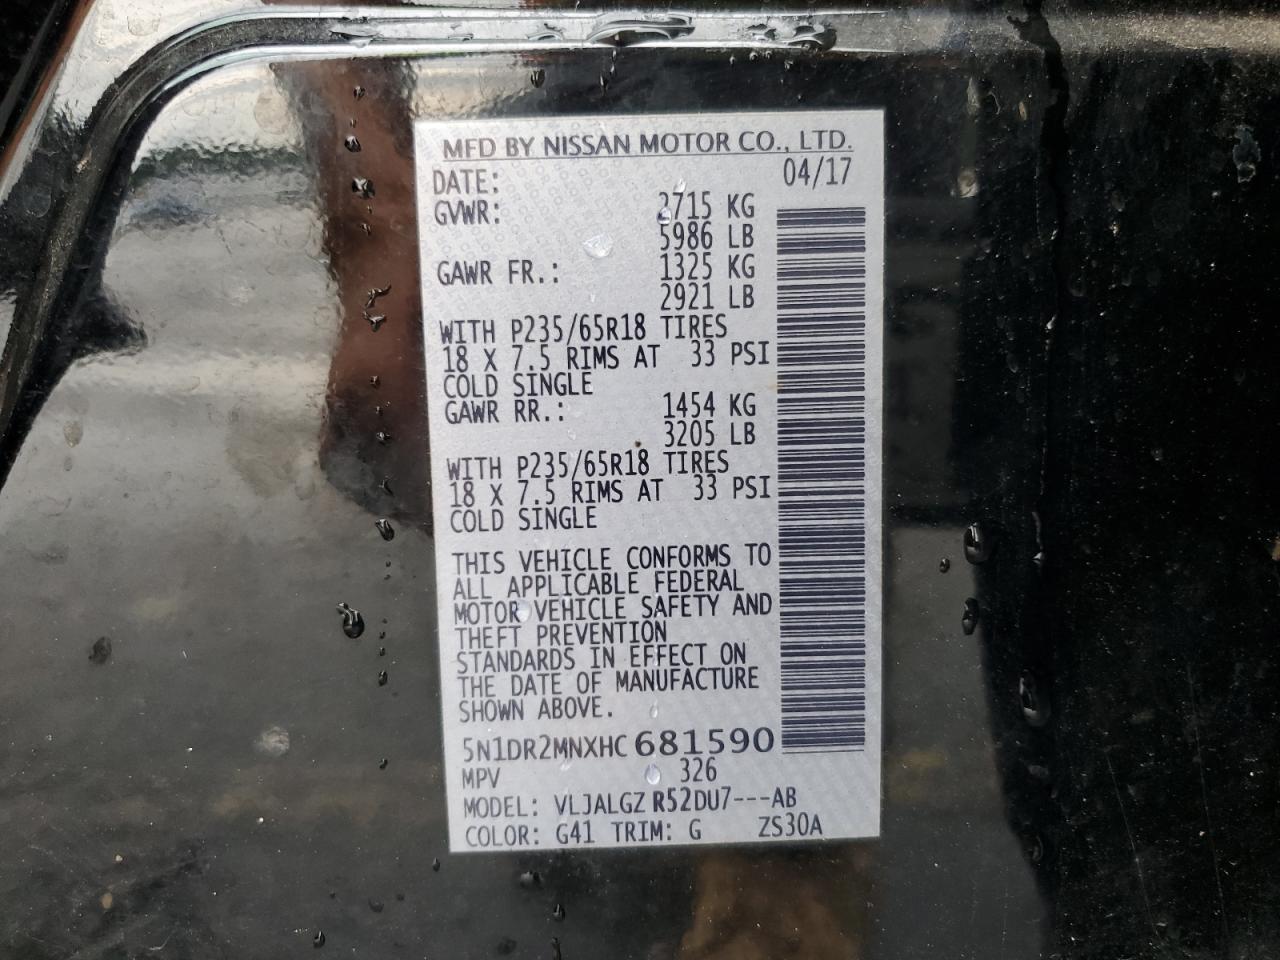 MFD BY NISSAN MOTOR CO., LTD.
DATE: 04/17
GVWR: 2715 KG
5986 LB
GAWR FR.: 1325 KG
2921 LB
WITH P235/65R18 TIRES
18 X 7.5 RIMS AT 33 PSI
COLD SINGLE
GAWR RR.: 1454 KG
3205 LB
WITH P235/65R18 TIRES
18 X 7.5 RIMS AT 33 PSI
COLD SINGLE
THIS VEHICLE CONFORMS TO
ALL APPLICABLE FEDERAL
MOTOR VEHICLE SAFETY AND
THEFT PREVENTION
STANDARDS IN EFFECT ON
THE DATE OF MANUFACTURE
SHOWN ABOVE.
5N1DR2MNXHC 681590
MPV 326
MODEL: VLJALGZ R52DU7---AB
COLOR: G41 TRIM: G ZS30A